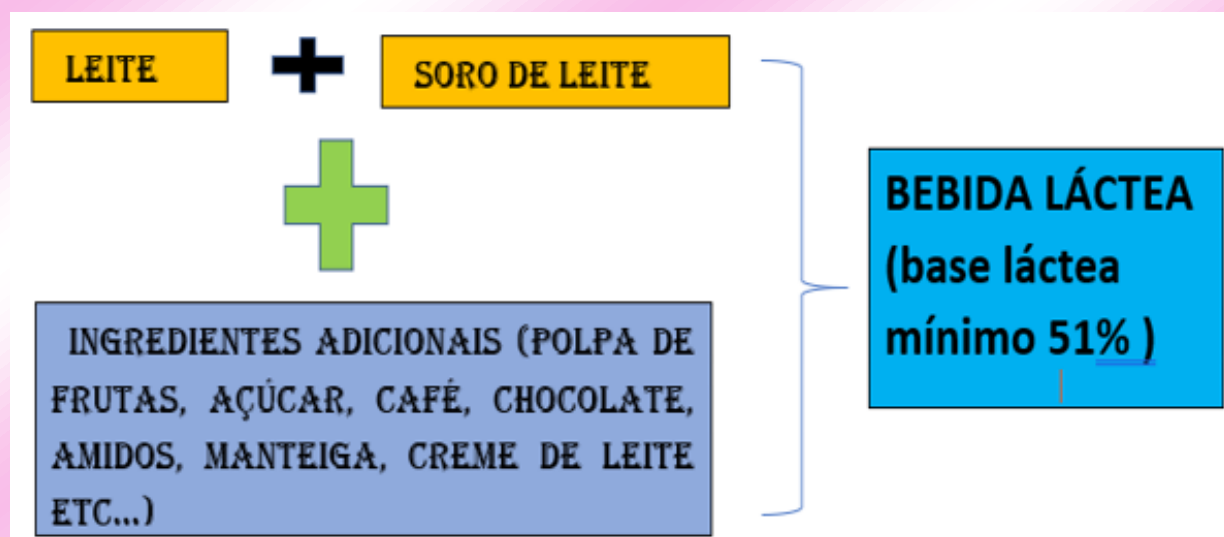 LEITE
SORO DE LEITE
INGREDIENTES ADICIONAIS (POLPA DE
FRUTAS, AÇÚCAR, CAFÉ, CHOCOLATE,
AMIDOS, MANTEIGA, CREME DE LEITE
ETC...)
BEBIDA LÁCTEA
(base láctea
mínimo 51% )